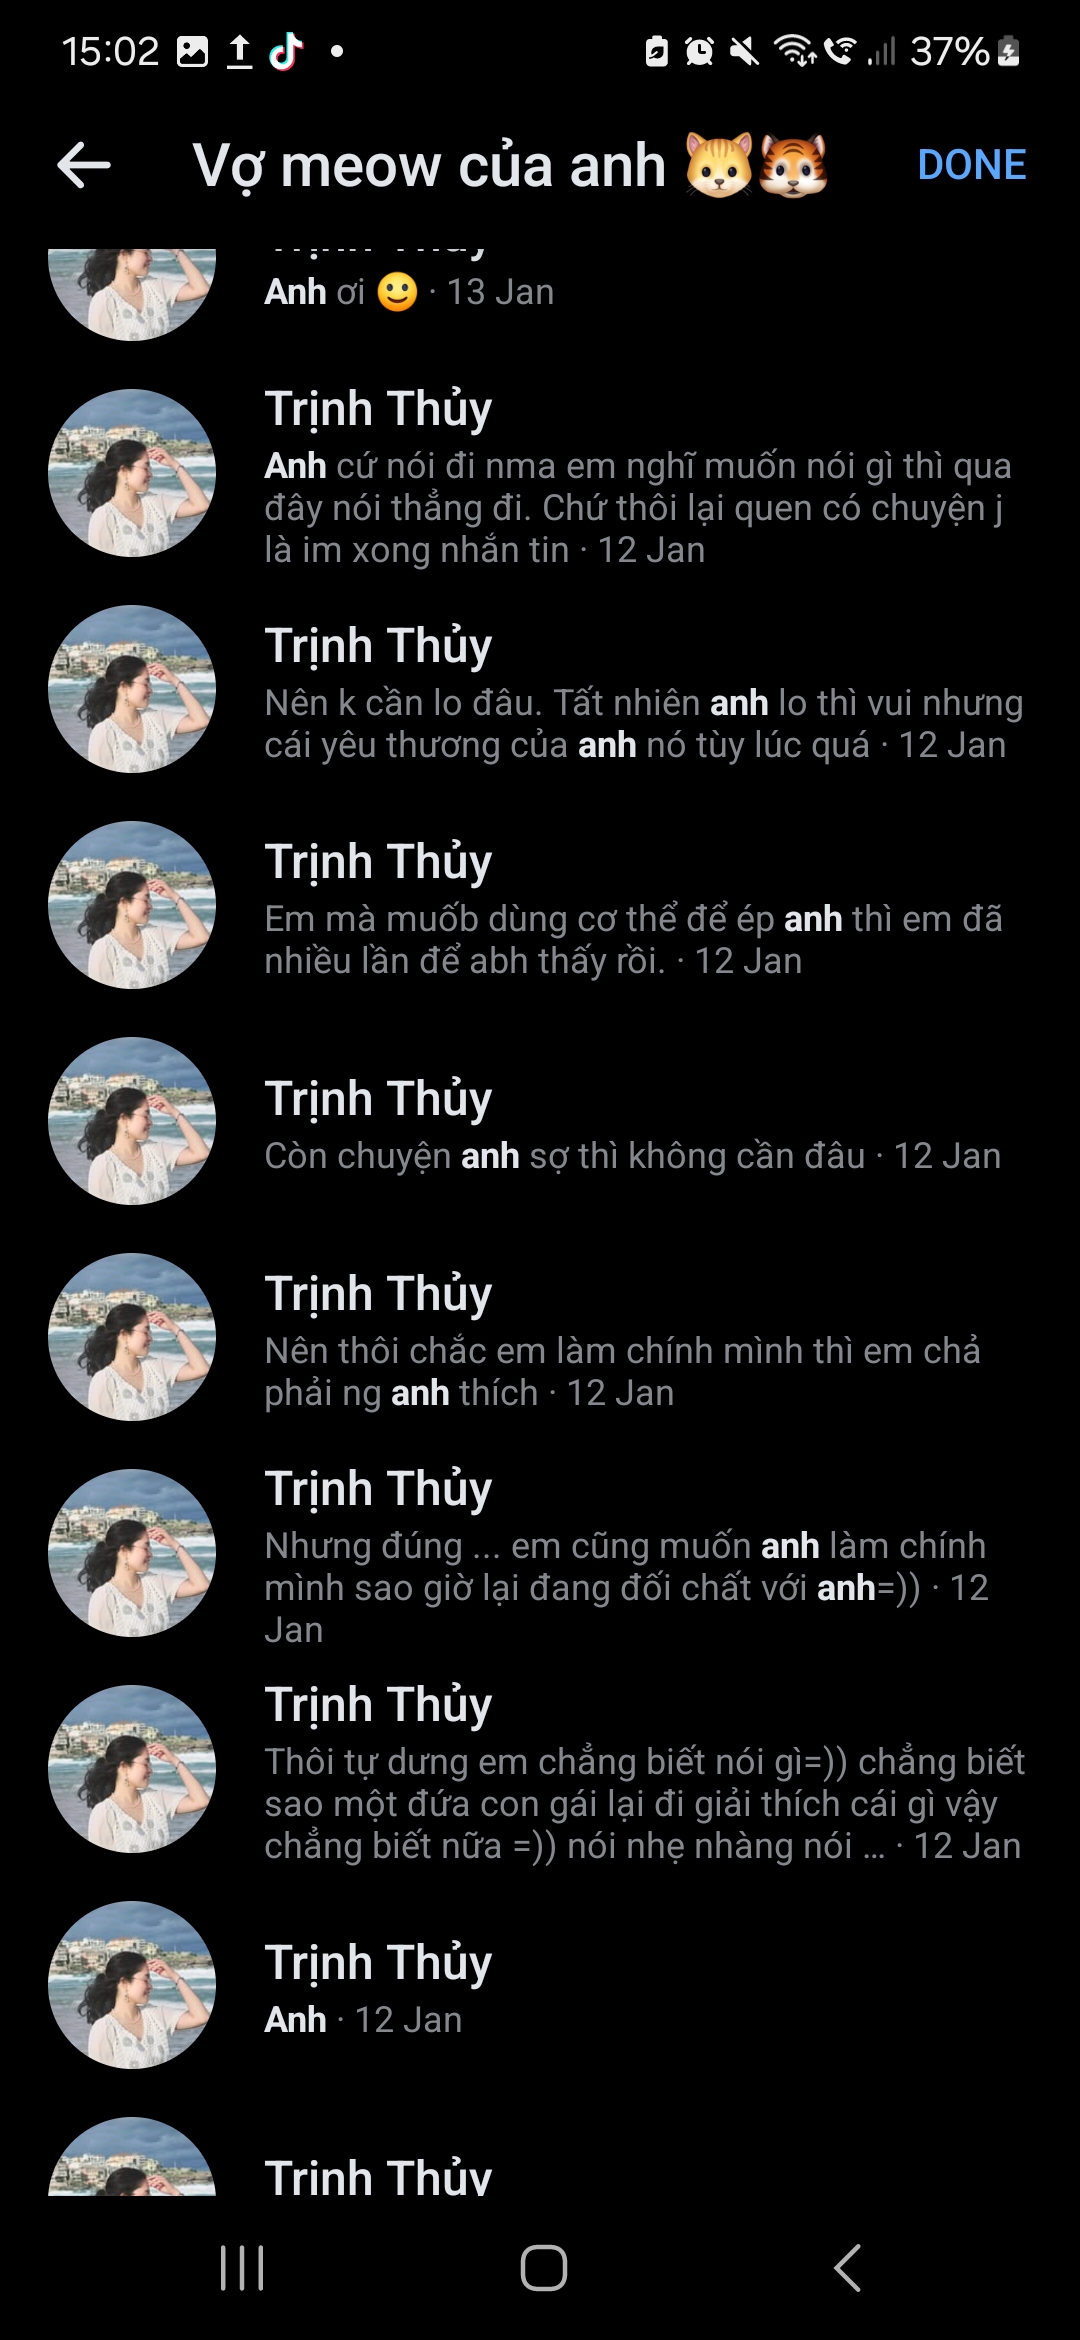 15:02 37%
Vợ meow của anh 🐱🐯 DONE
Trịnh Thủy
Anh ơi 🙂 · 13 Jan
Trịnh Thủy
Anh cứ nói đi nma em nghĩ muốn nói gì thì qua
đây nói thẳng đi. Chứ thôi lại quen có chuyện j
là im xong nhắn tin · 12 Jan
Trịnh Thủy
Nên k cần lo đâu. Tất nhiên anh lo thì vui nhưng
cái yêu thương của anh nó tùy lúc quá · 12 Jan
Trịnh Thủy
Em mà muốb dùng cơ thể để ép anh thì em đã
nhiều lần để abh thấy rồi. · 12 Jan
Trịnh Thủy
Còn chuyện anh sợ thì không cần đâu · 12 Jan
Trịnh Thủy
Nên thôi chắc em làm chính mình thì em chả
phải ng anh thích · 12 Jan
Trịnh Thủy
Nhưng đúng ... em cũng muốn anh làm chính
mình sao giờ lại đang đối chất với anh=)) · 12
Jan
Trịnh Thủy
Thôi tự dưng em chẳng biết nói gì=)) chẳng biết
sao một đứa con gái lại đi giải thích cái gì vậy
chẳng biết nữa =)) nói nhẹ nhàng nói ... · 12 Jan
Trịnh Thủy
Anh · 12 Jan
Trịnh Thủy